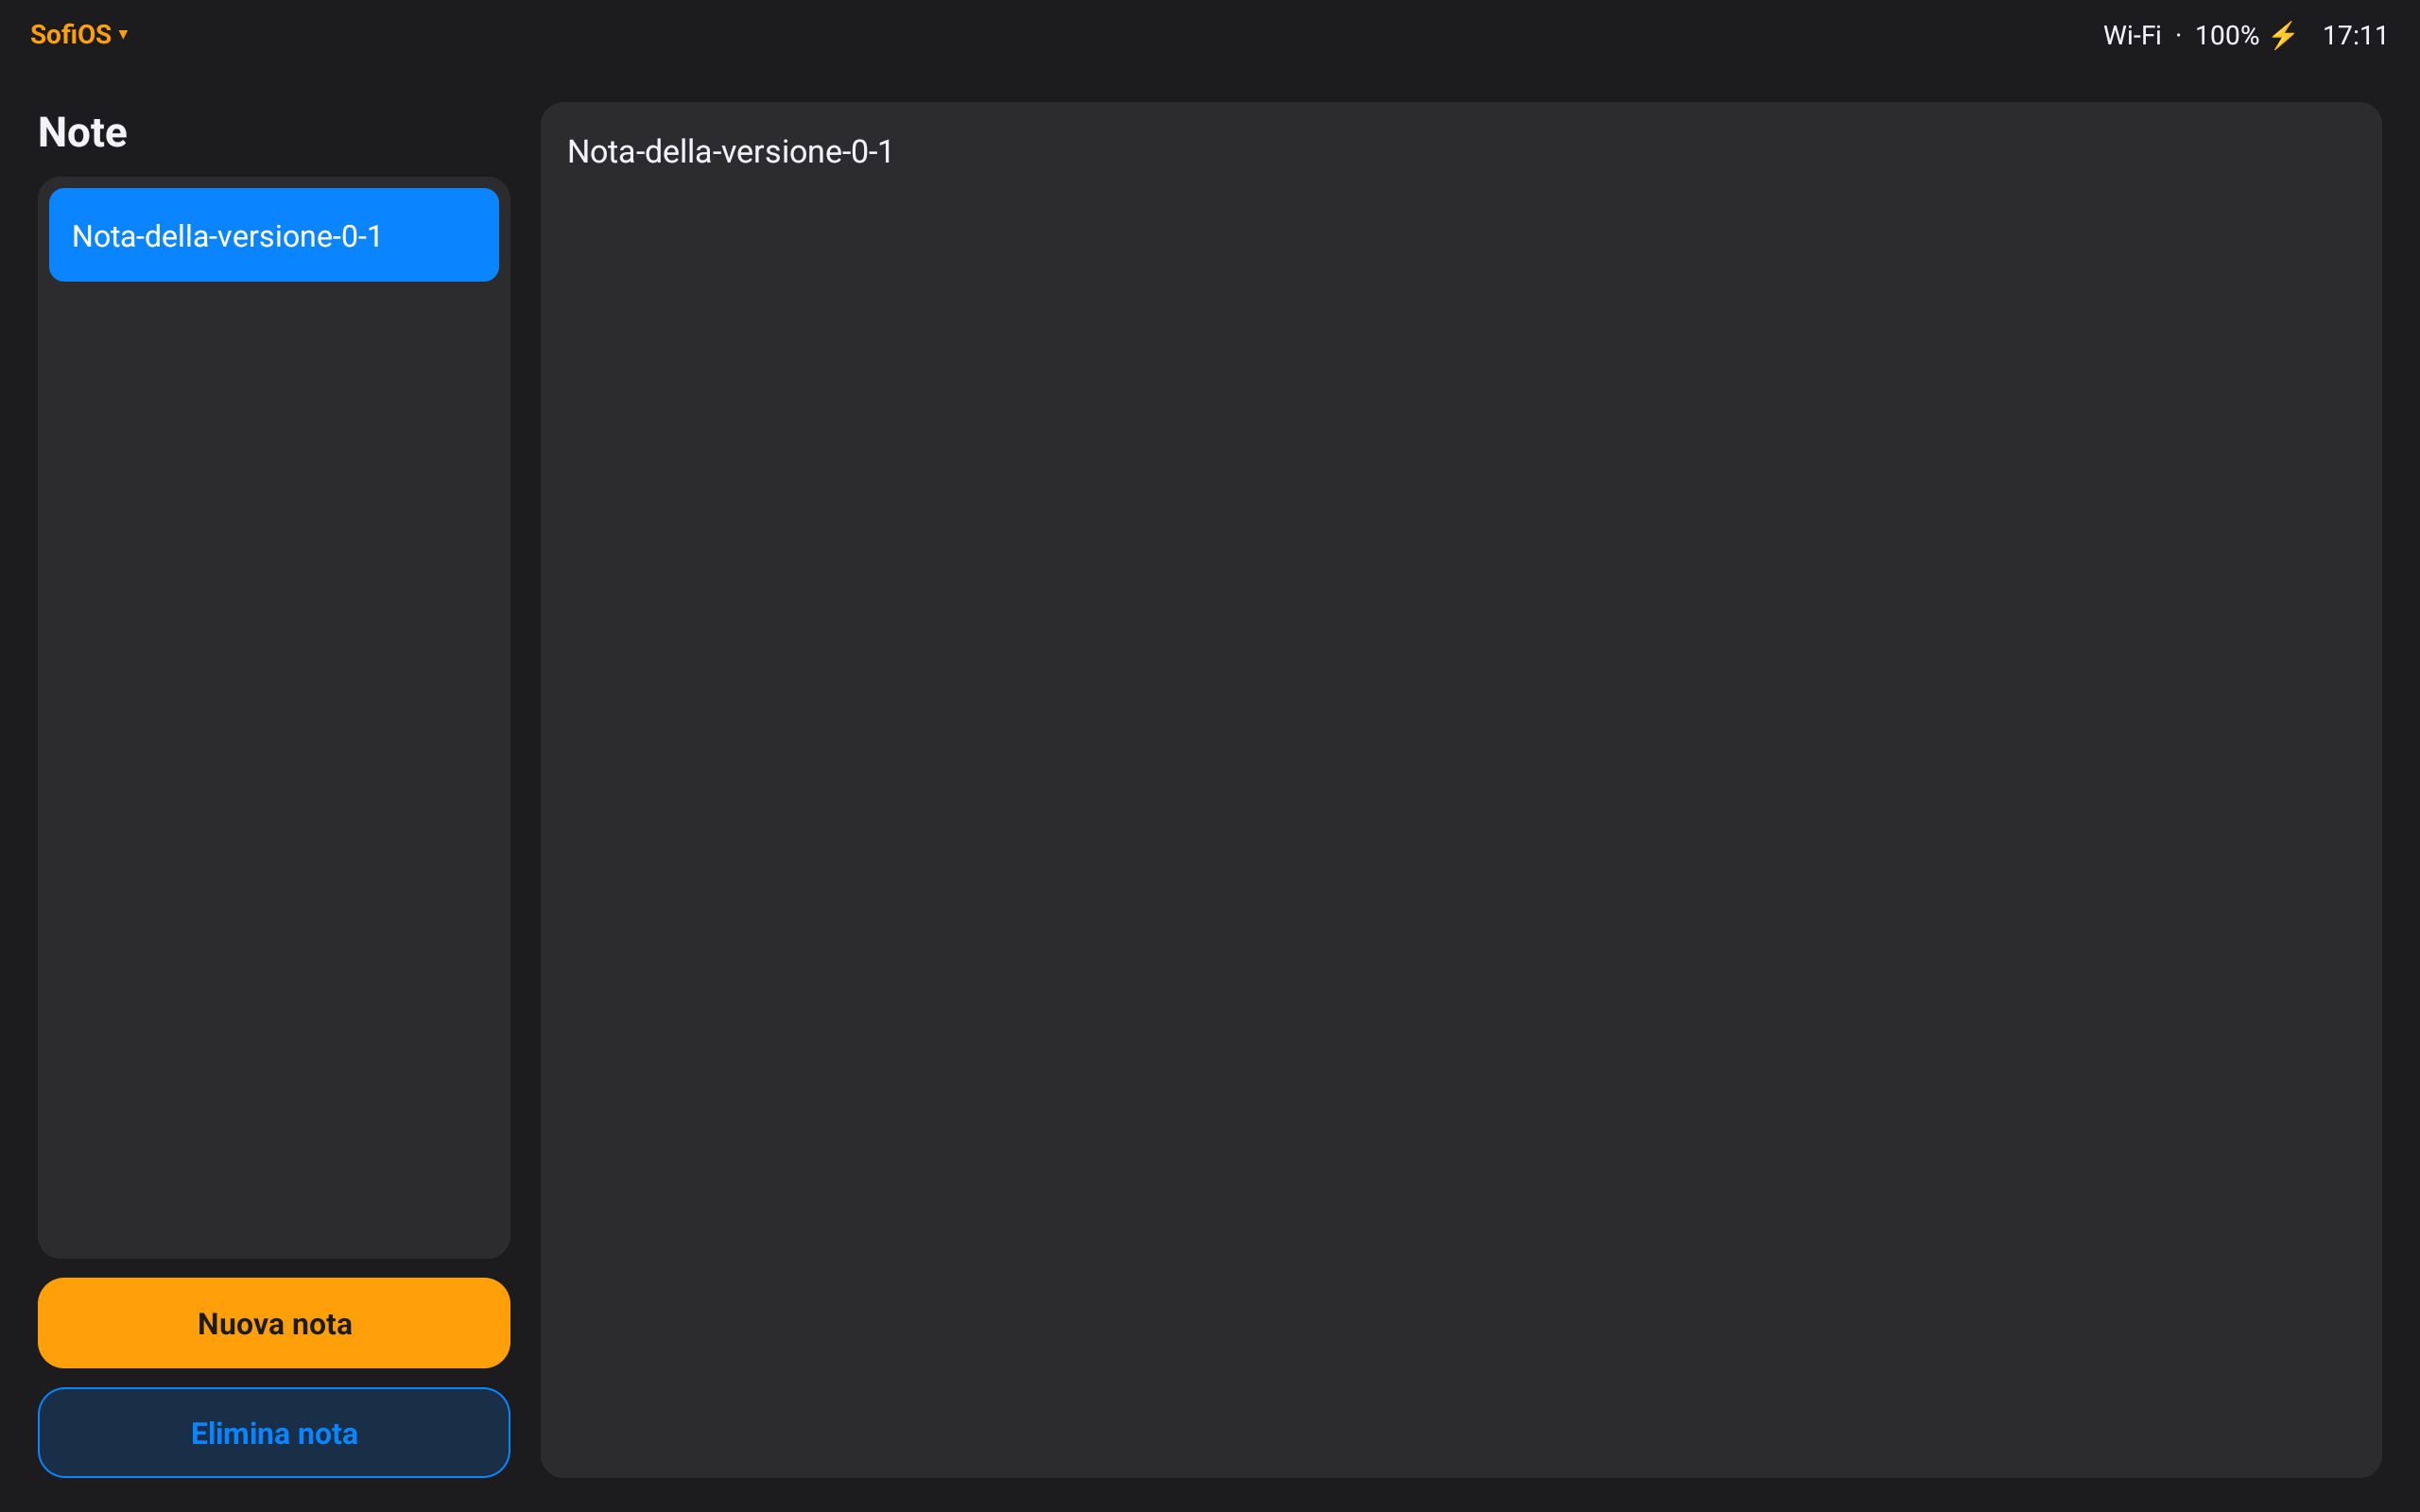 SofiOS ▾
Wi-Fi · 100% ⚡ 17:11
Note
Nota-della-versione-0-1
Nota-della-versione-0-1
Nuova nota
Elimina nota